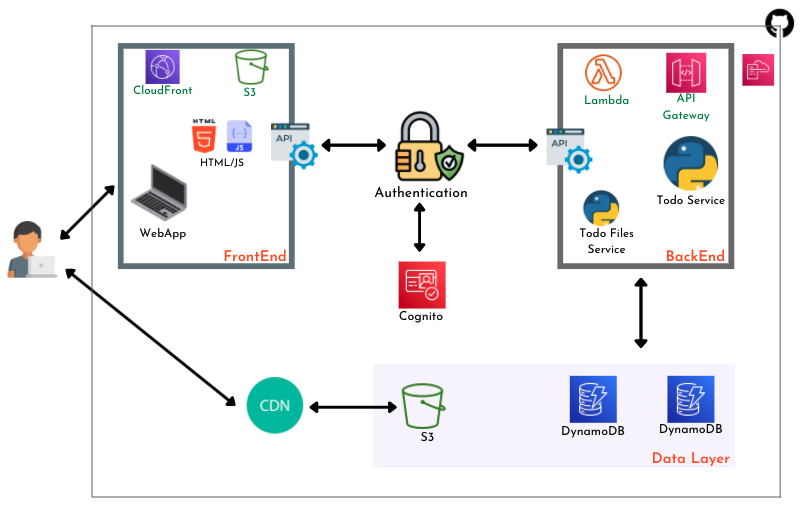 CloudFront
S3
HTML
5
JS
HTML/JS
API
WebApp
FrontEnd
Authentication
Cognito
API
Lambda
API
Gateway
Todo Service
Todo Files
Service
BackEnd
CDN
S3
DynamoDB
DynamoDB
Data Layer